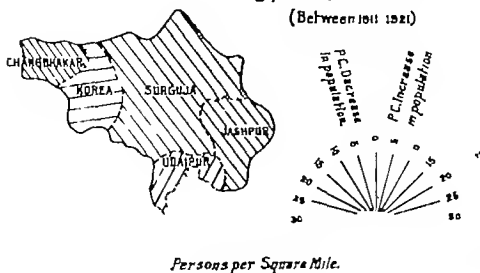 (Between 1911 1921)
P.C. Decrease
in population.
P.C. Increase
in population
CHANGBHAKAR
KOREA
SURGUJA
JASHPUR
UDAIPUR
30 25 20 15 10 5 0 5 0 15 20 25 30
Persons per Square Mile.